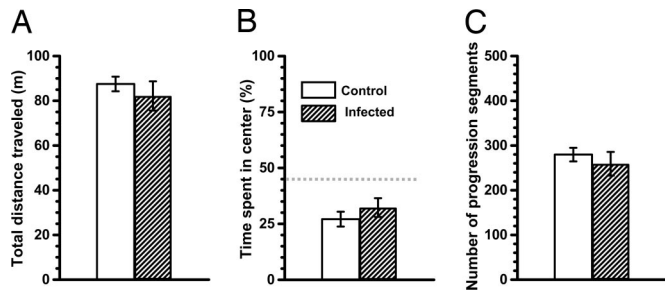 A
Total distance traveled (m)
100
80
60
40
20
0
B
Time spent in center (%)
100
75
50
25
0
Control
Infected
C
Number of progression segments
500
400
300
200
100
0